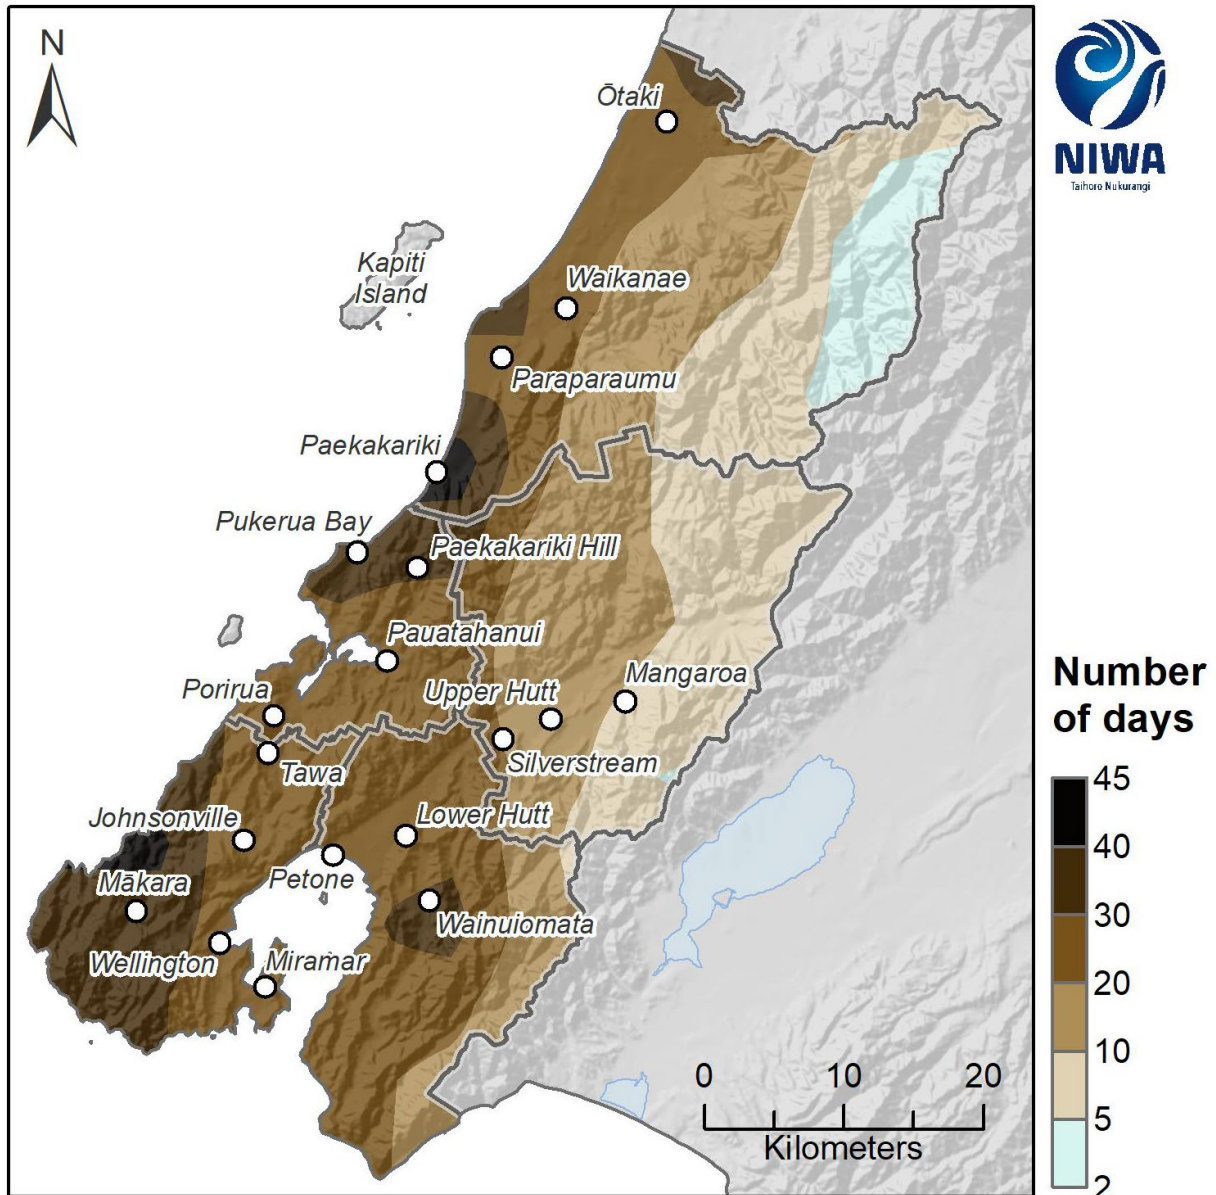 N
NIWA
Taihoro Nukurangi
Ōtaki
Kapiti
Island
Waikanae
Paraparaumu
Paekakariki
Pukerua Bay
Paekakariki Hill
Pauatahanui
Porirua
Upper Hutt
Mangaroa
Silverstream
Tawa
Johnsonville
Lower Hutt
Petone
Mākara
Wainuiomata
Wellington
Miramar
Number
of days
45
40
30
20
10
5
2
0 10 20
Kilometers